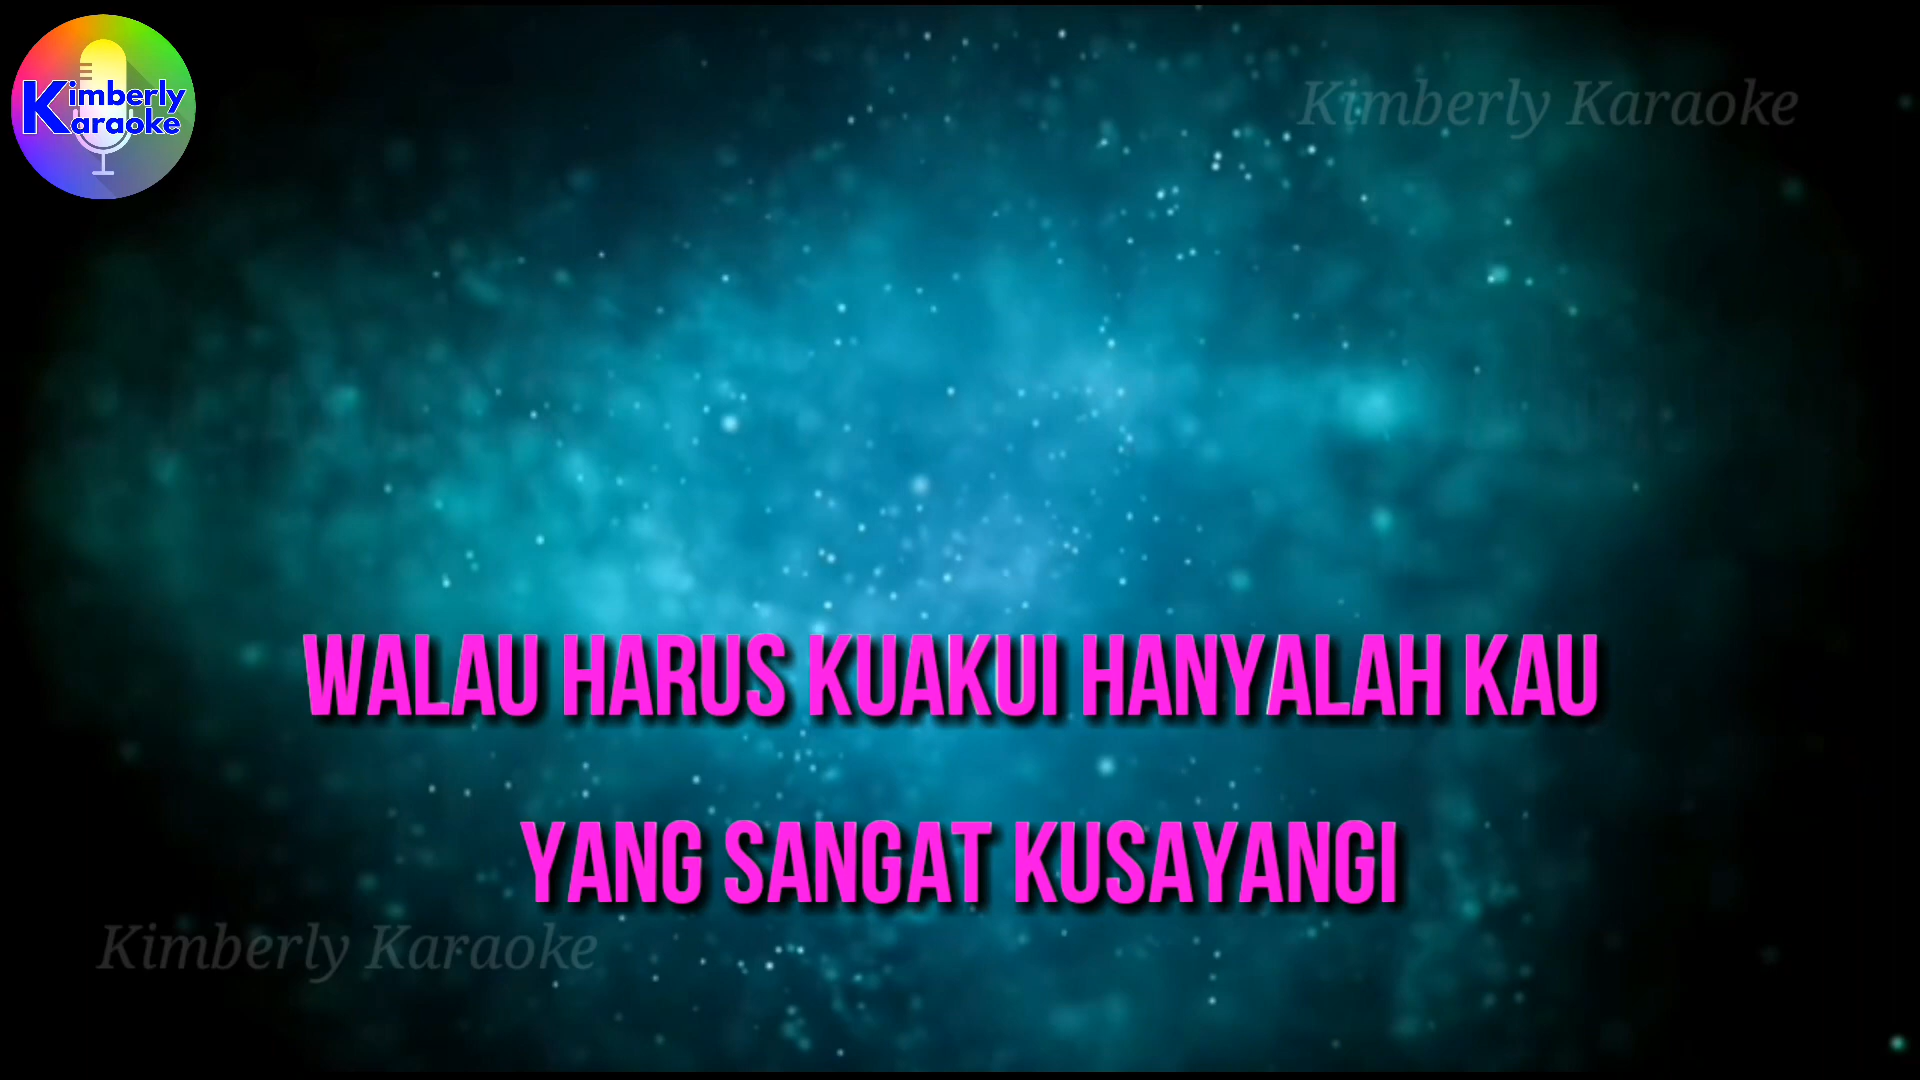 Kimberly
Karaoke
Kimberly Karaoke
WALAU HARUS KUAKUI HANYALAH KAU
YANG SANGAT KUSAYANGI
Kimberly Karaoke